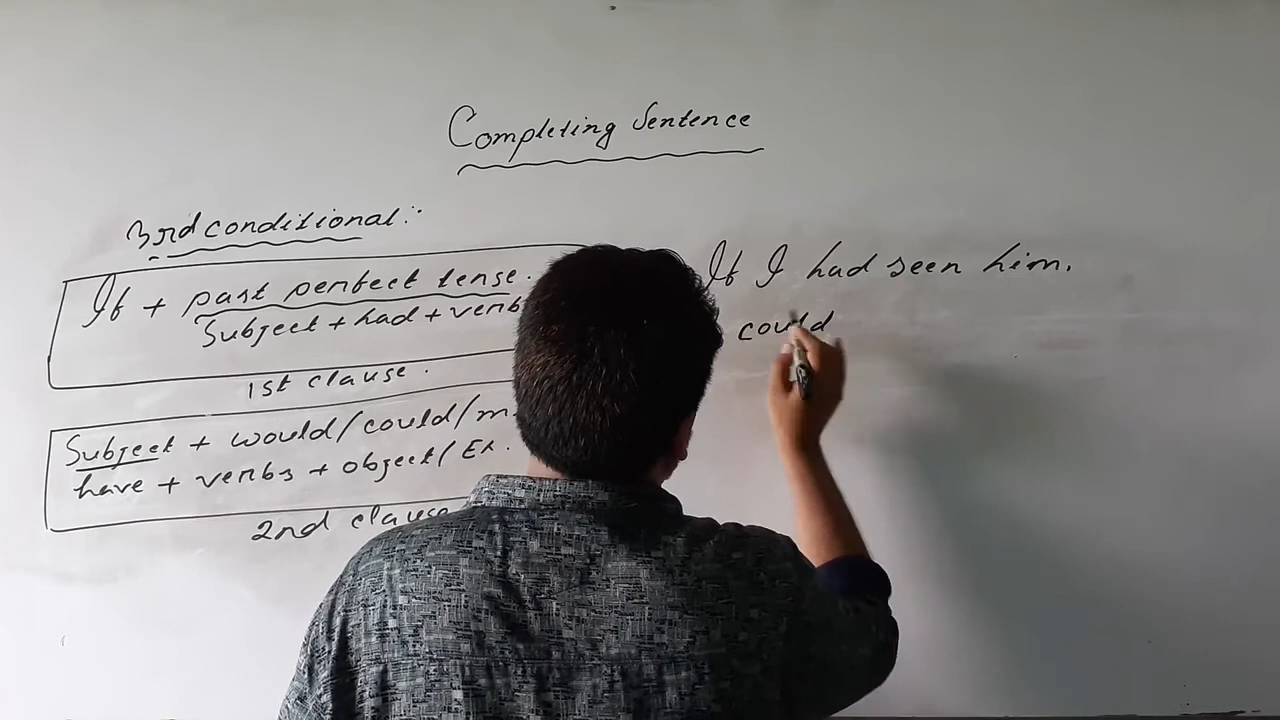 Completing Sentence
3rd conditional:
If + past perfect tense.
Subject + had + verb
1st clause.
Subject + would/could/m
have + verb3 + object/Ex.
2nd clause
If I had seen him.
could